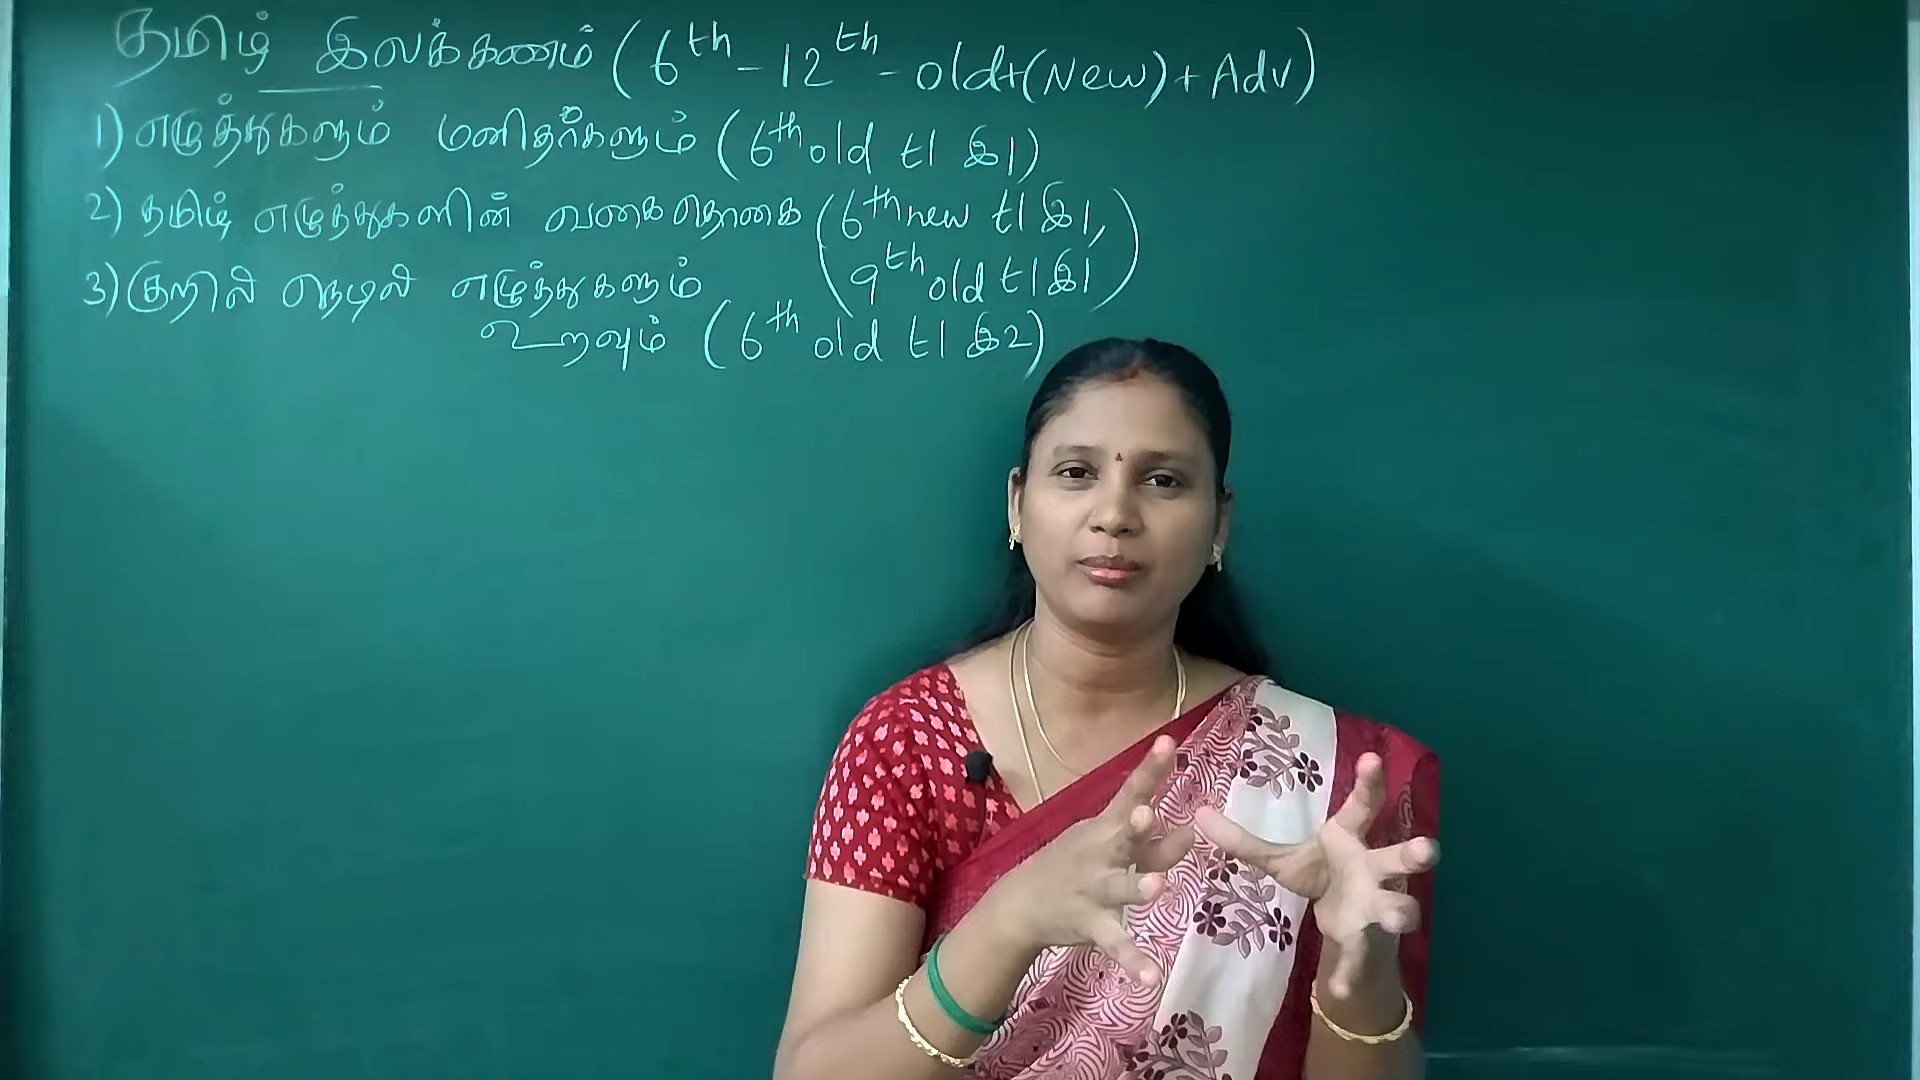 தமிழ் இலக்கணம் (6th - 12th - old+(New) + Adv)
1) எழுத்துகளும் மனிதர்களும் (6th old t1 இ1)
2) தமிழ் எழுத்துகளின் வகை தொகை (6th new t1 இ1,
9th old t1 இ1)
3) குறில் நெடில் எழுத்துகளும்
உறவும் (6th old t1 இ2)